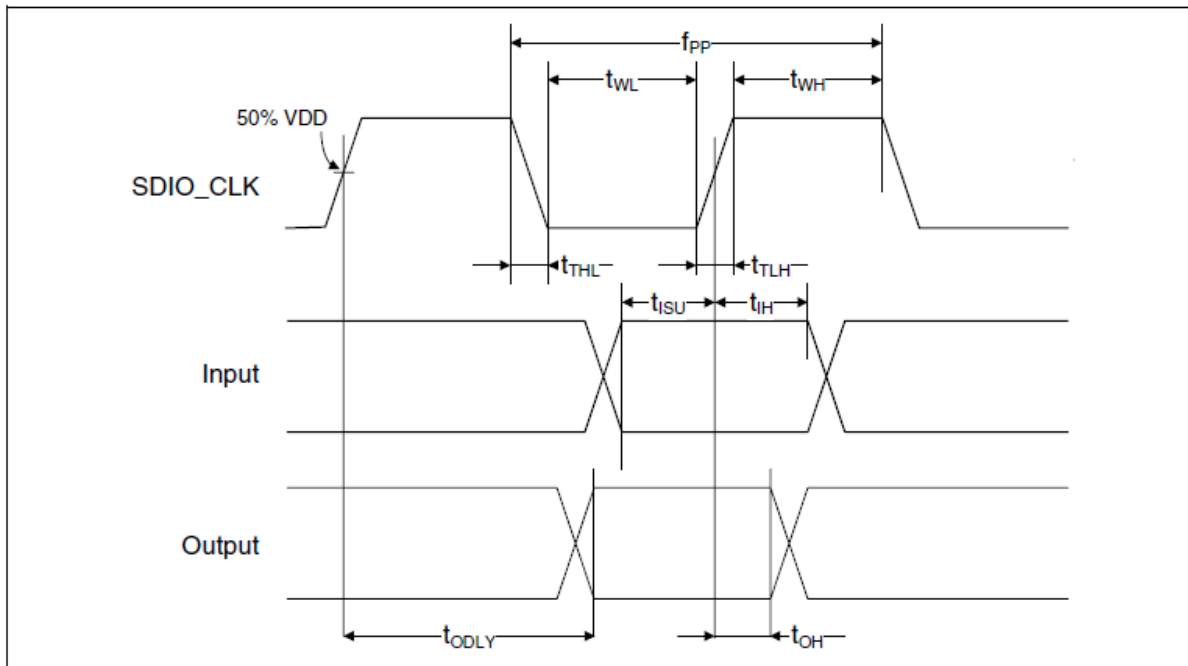 fPP
tWL
tWH
50% VDD
SDIO_CLK
tTHL
tTLH
tISU
tIH
Input
Output
tODLY
tOH